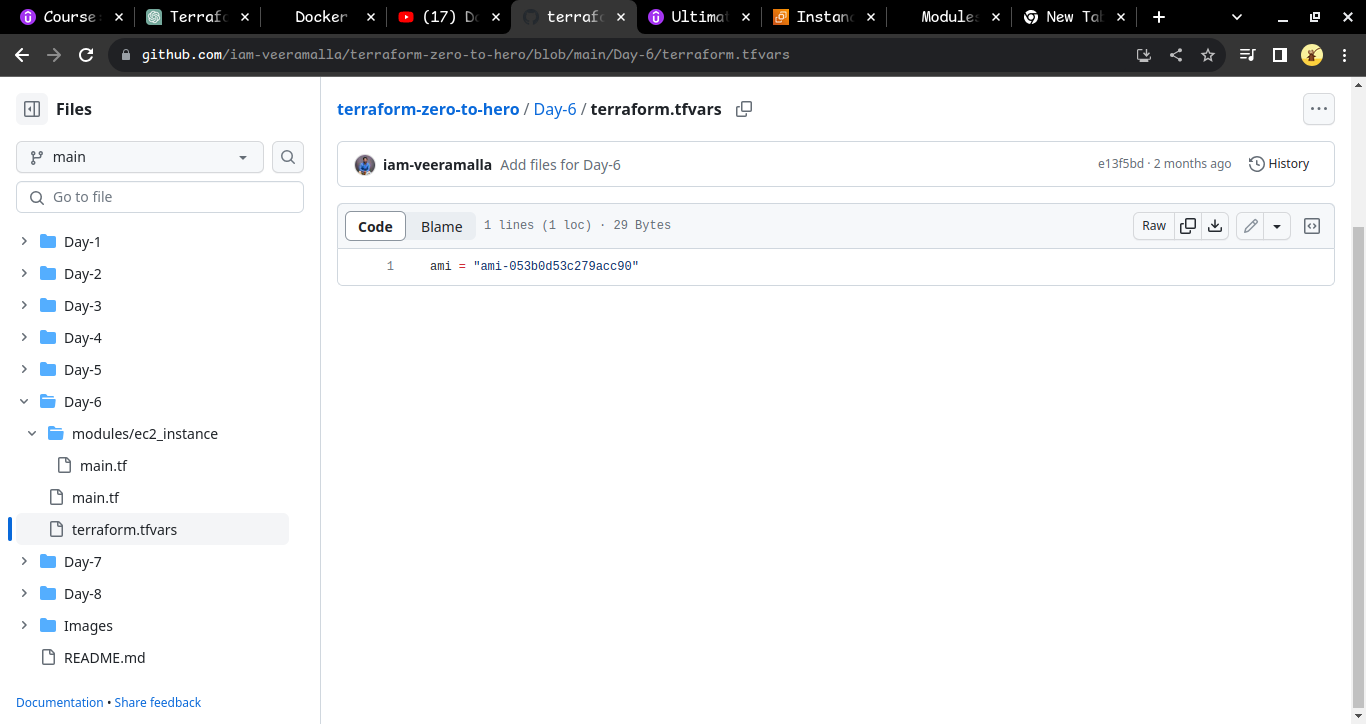 Course:
Terraf
Docker
(17) D
terrafo
Ultimat
Instanc
Modules
New Tab
github.com/iam-veeramalla/terraform-zero-to-hero/blob/main/Day-6/terraform.tfvars
Files
terraform-zero-to-hero / Day-6 / terraform.tfvars
main
iam-veeramalla Add files for Day-6 e13f5bd · 2 months ago History
Go to file
Code Blame 1 lines (1 loc) · 29 Bytes Raw
1 ami = "ami-053b0d53c279acc90"
Day-1
Day-2
Day-3
Day-4
Day-5
Day-6
modules/ec2_instance
main.tf
main.tf
terraform.tfvars
Day-7
Day-8
Images
README.md
Documentation • Share feedback